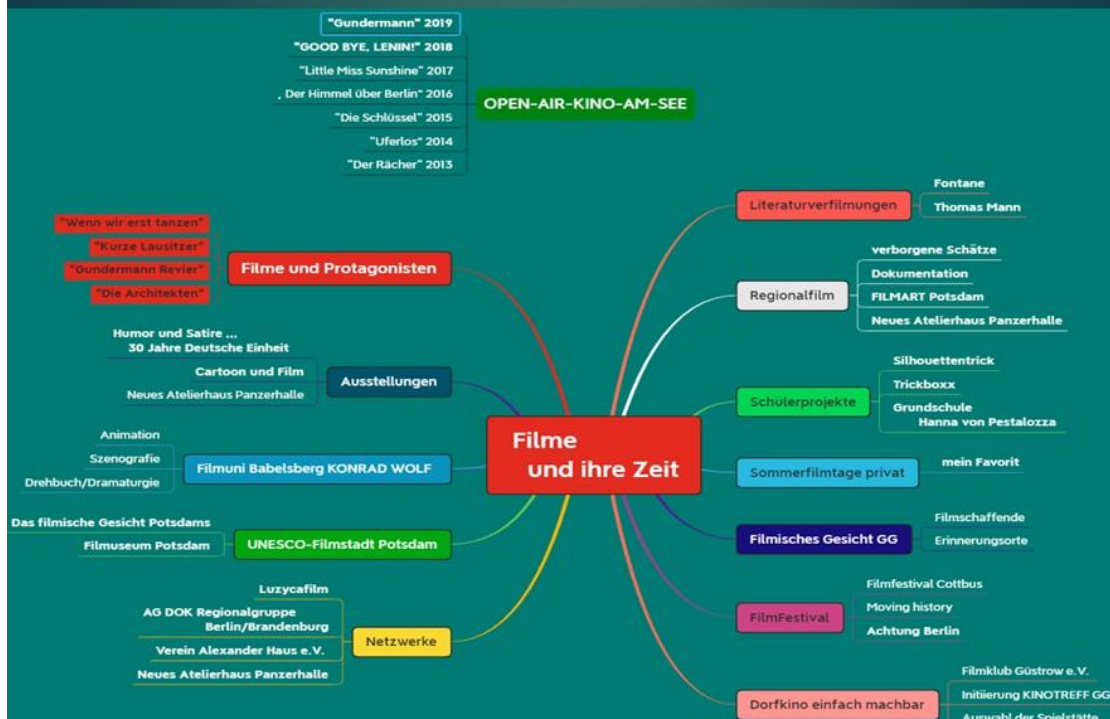 "Gundermann" 2019
"GOOD BYE, LENIN!" 2018
"Little Miss Sunshine" 2017
„Der Himmel über Berlin" 2016
"Die Schlüssel" 2015
"Uferlos" 2014
"Der Rächer" 2013
OPEN-AIR-KINO-AM-SEE
"Wenn wir erst tanzen"
"Kurze Lausitzer"
"Gundermann Revier"
"Die Architekten"
Filme und Protagonisten
Humor und Satire ,,,
30 Jahre Deutsche Einheit
Cartoon und Film
Neues Atelierhaus Panzerhalle
Ausstellungen
Animation
Szenografie
Drehbuch/Dramaturgie
Filmuni Babelsberg KONRAD WOLF
Das filmische Gesicht Potsdams
Filmuseum Potsdam
UNESCO-Filmstadt Potsdam
Luzycafilm
AG DOK Regionalgruppe
Berlin/Brandenburg
Verein Alexander Haus e.V.
Neues Atelierhaus Panzerhalle
Netzwerke
Filme
und ihre Zeit
Literaturverfilmungen
Fontane
Thomas Mann
Regionalfilm
verborgene Schätze
Dokumentation
FILMART Potsdam
Neues Atelierhaus Panzerhalle
Schülerprojekte
Silhouettentrick
Trickboxx
Grundschule
Hanna von Pestalozza
Sommerfilmtage privat
mein Favorit
Filmisches Gesicht GG
Filmschaffende
Erinnerungsorte
FilmFestival
Filmfestival Cottbus
Moving history
Achtung Berlin
Dorfkino einfach machbar
Filmklub Güstrow e.V.
Initiierung KINOTREFF GG
Auswahl der Spielstätte